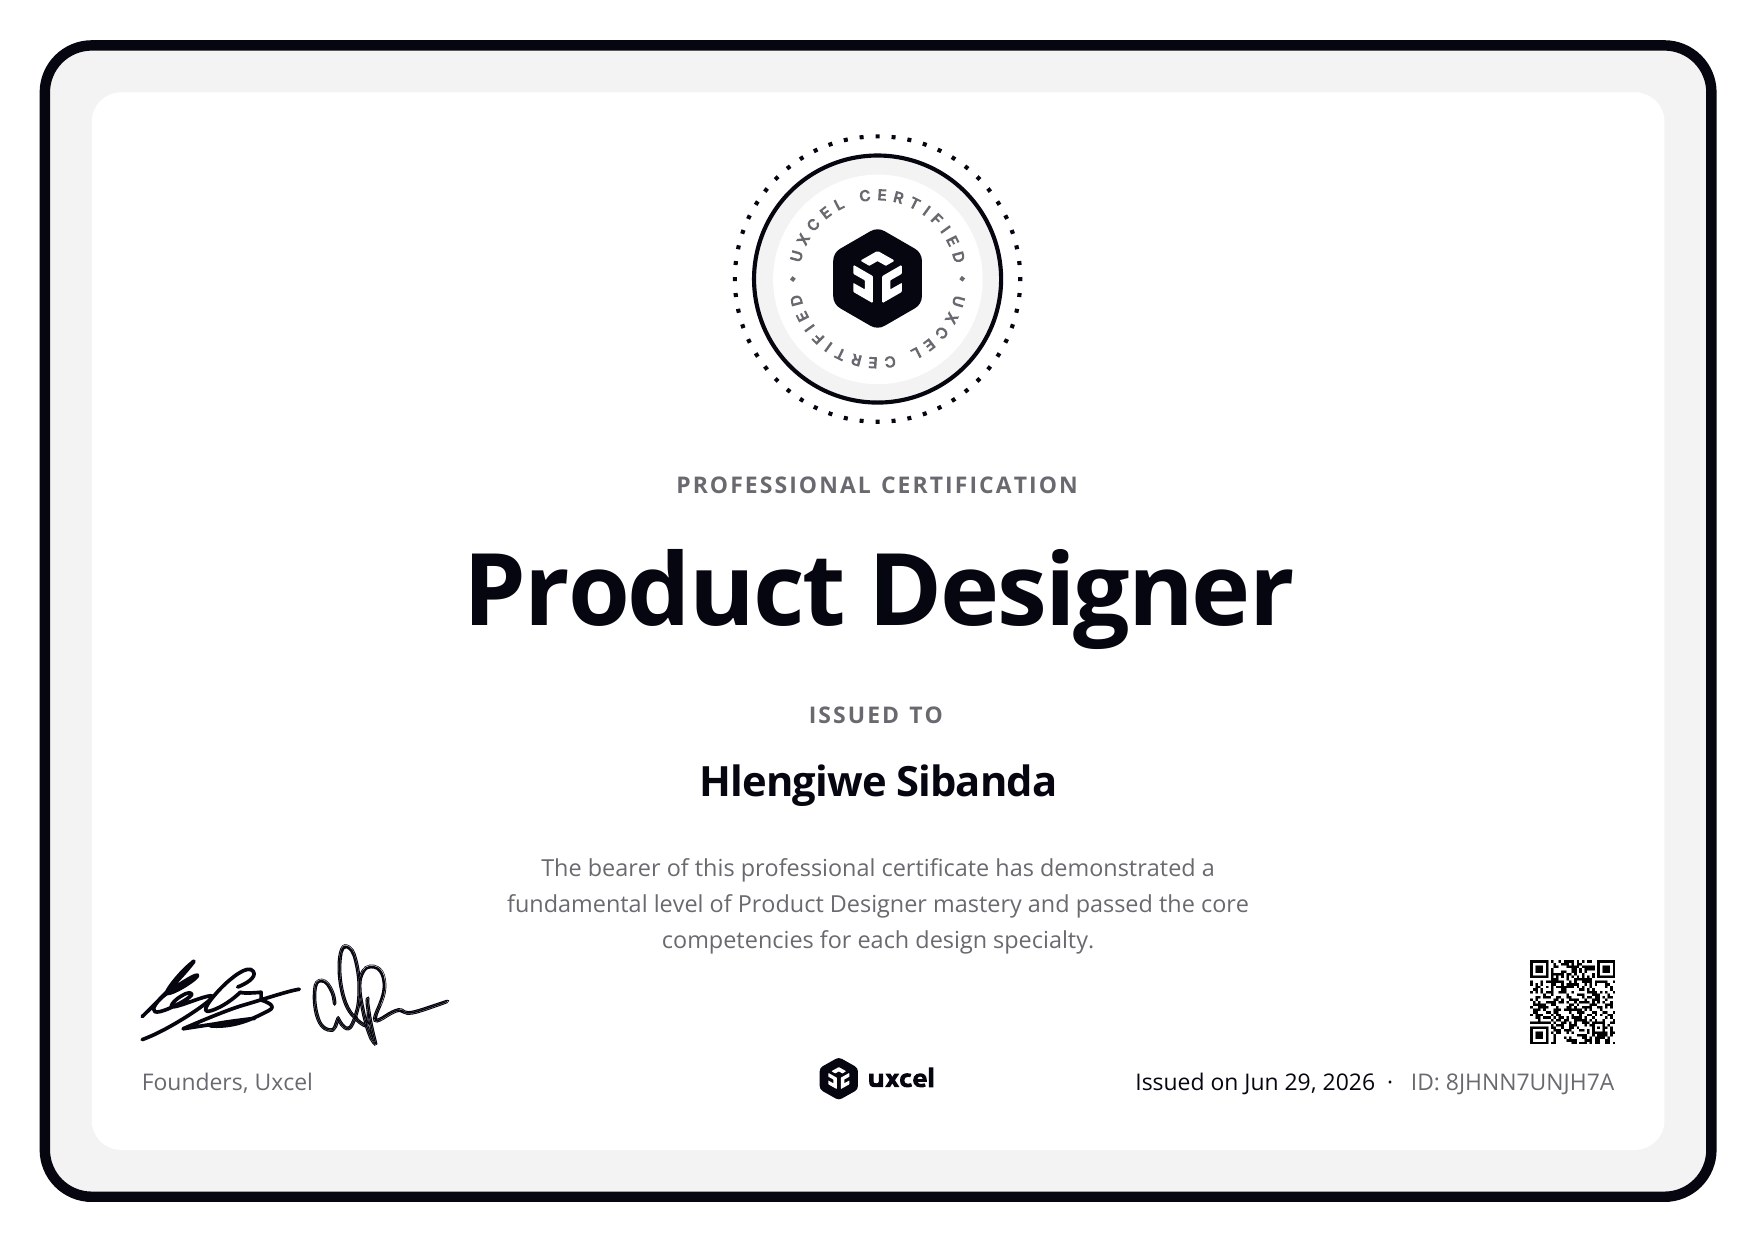 UXCEL CERTIFIED • UXCEL CERTIFIED •
PROFESSIONAL CERTIFICATION
Product Designer
ISSUED TO
Hlengiwe Sibanda
The bearer of this professional certificate has demonstrated a
fundamental level of Product Designer mastery and passed the core
competencies for each design specialty.
Founders, Uxcel
uxcel
Issued on Jun 29, 2026 · ID: 8JHNN7UNJH7A